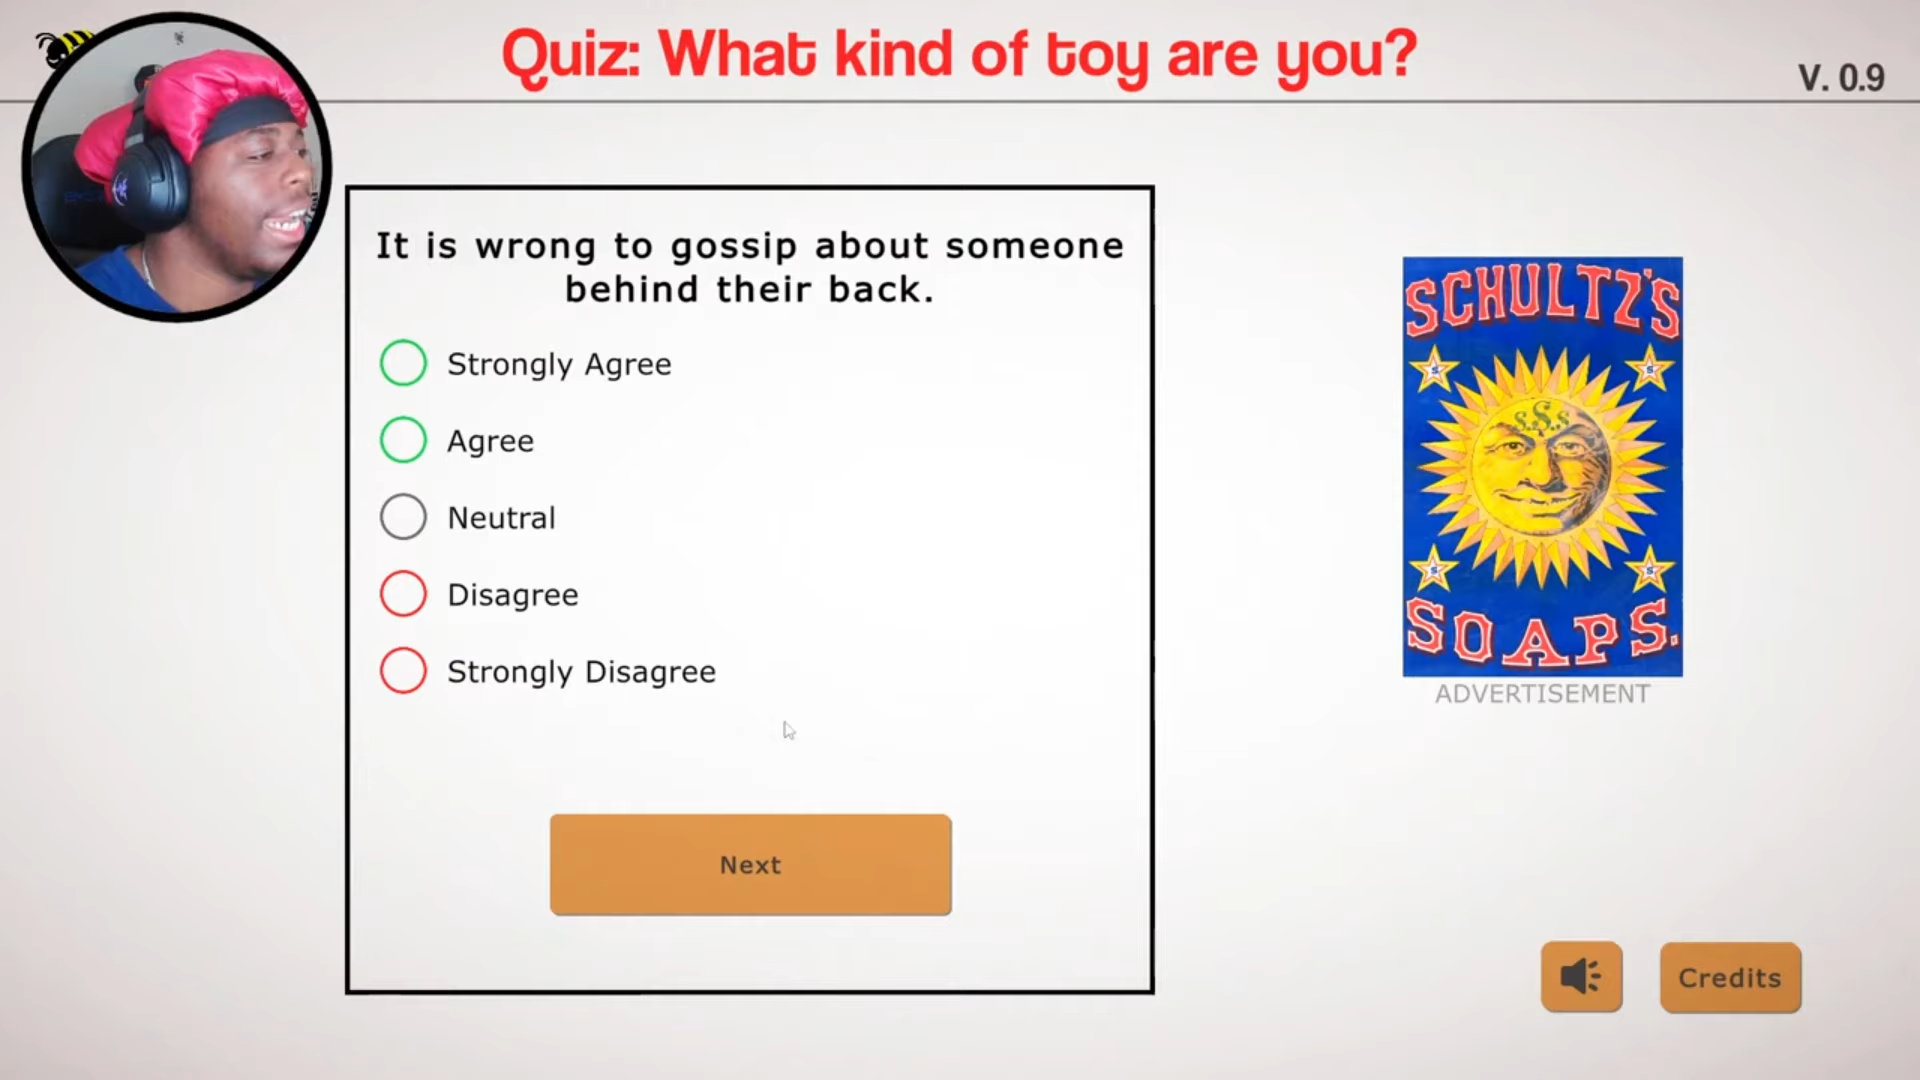 Quiz: What kind of toy are you?
V. 0.9
It is wrong to gossip about someone
behind their back.
Strongly Agree
Agree
Neutral
Disagree
Strongly Disagree
Next
SCHULTZ'S
S S
s.S.s
S S
SOAPS.
ADVERTISEMENT
Credits